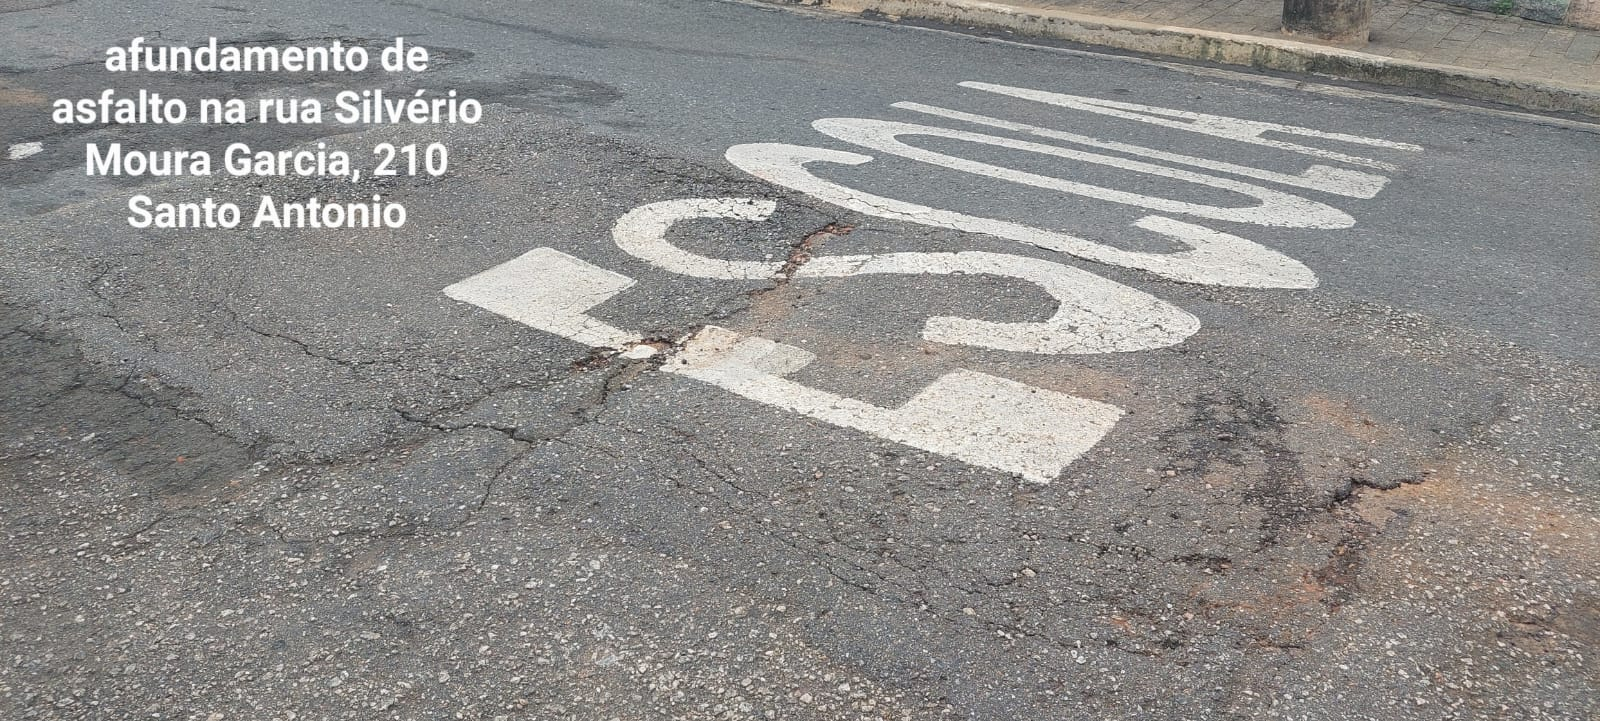 afundamento de
asfalto na rua Silvério
Moura Garcia, 210
Santo Antonio
ESCOLA